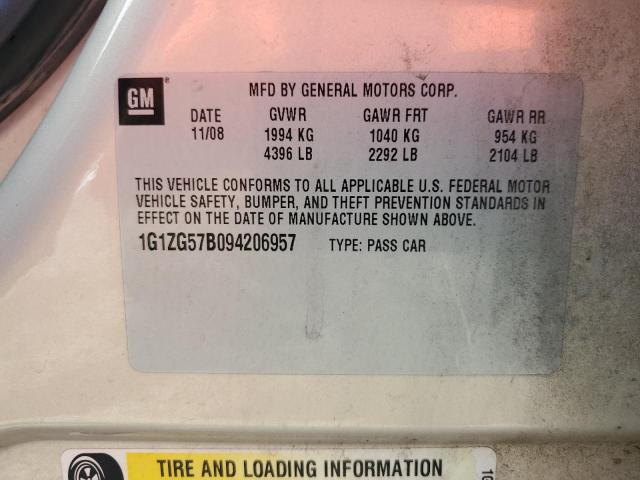 GM ®
MFD BY GENERAL MOTORS CORP.
DATE GVWR GAWR FRT GAWR RR
11/08 1994 KG 1040 KG 954 KG
4396 LB 2292 LB 2104 LB
THIS VEHICLE CONFORMS TO ALL APPLICABLE U.S. FEDERAL MOTOR
VEHICLE SAFETY, BUMPER, AND THEFT PREVENTION STANDARDS IN
EFFECT ON THE DATE OF MANUFACTURE SHOWN ABOVE.
1G1ZG57B094206957 TYPE: PASS CAR
TIRE AND LOADING INFORMATION